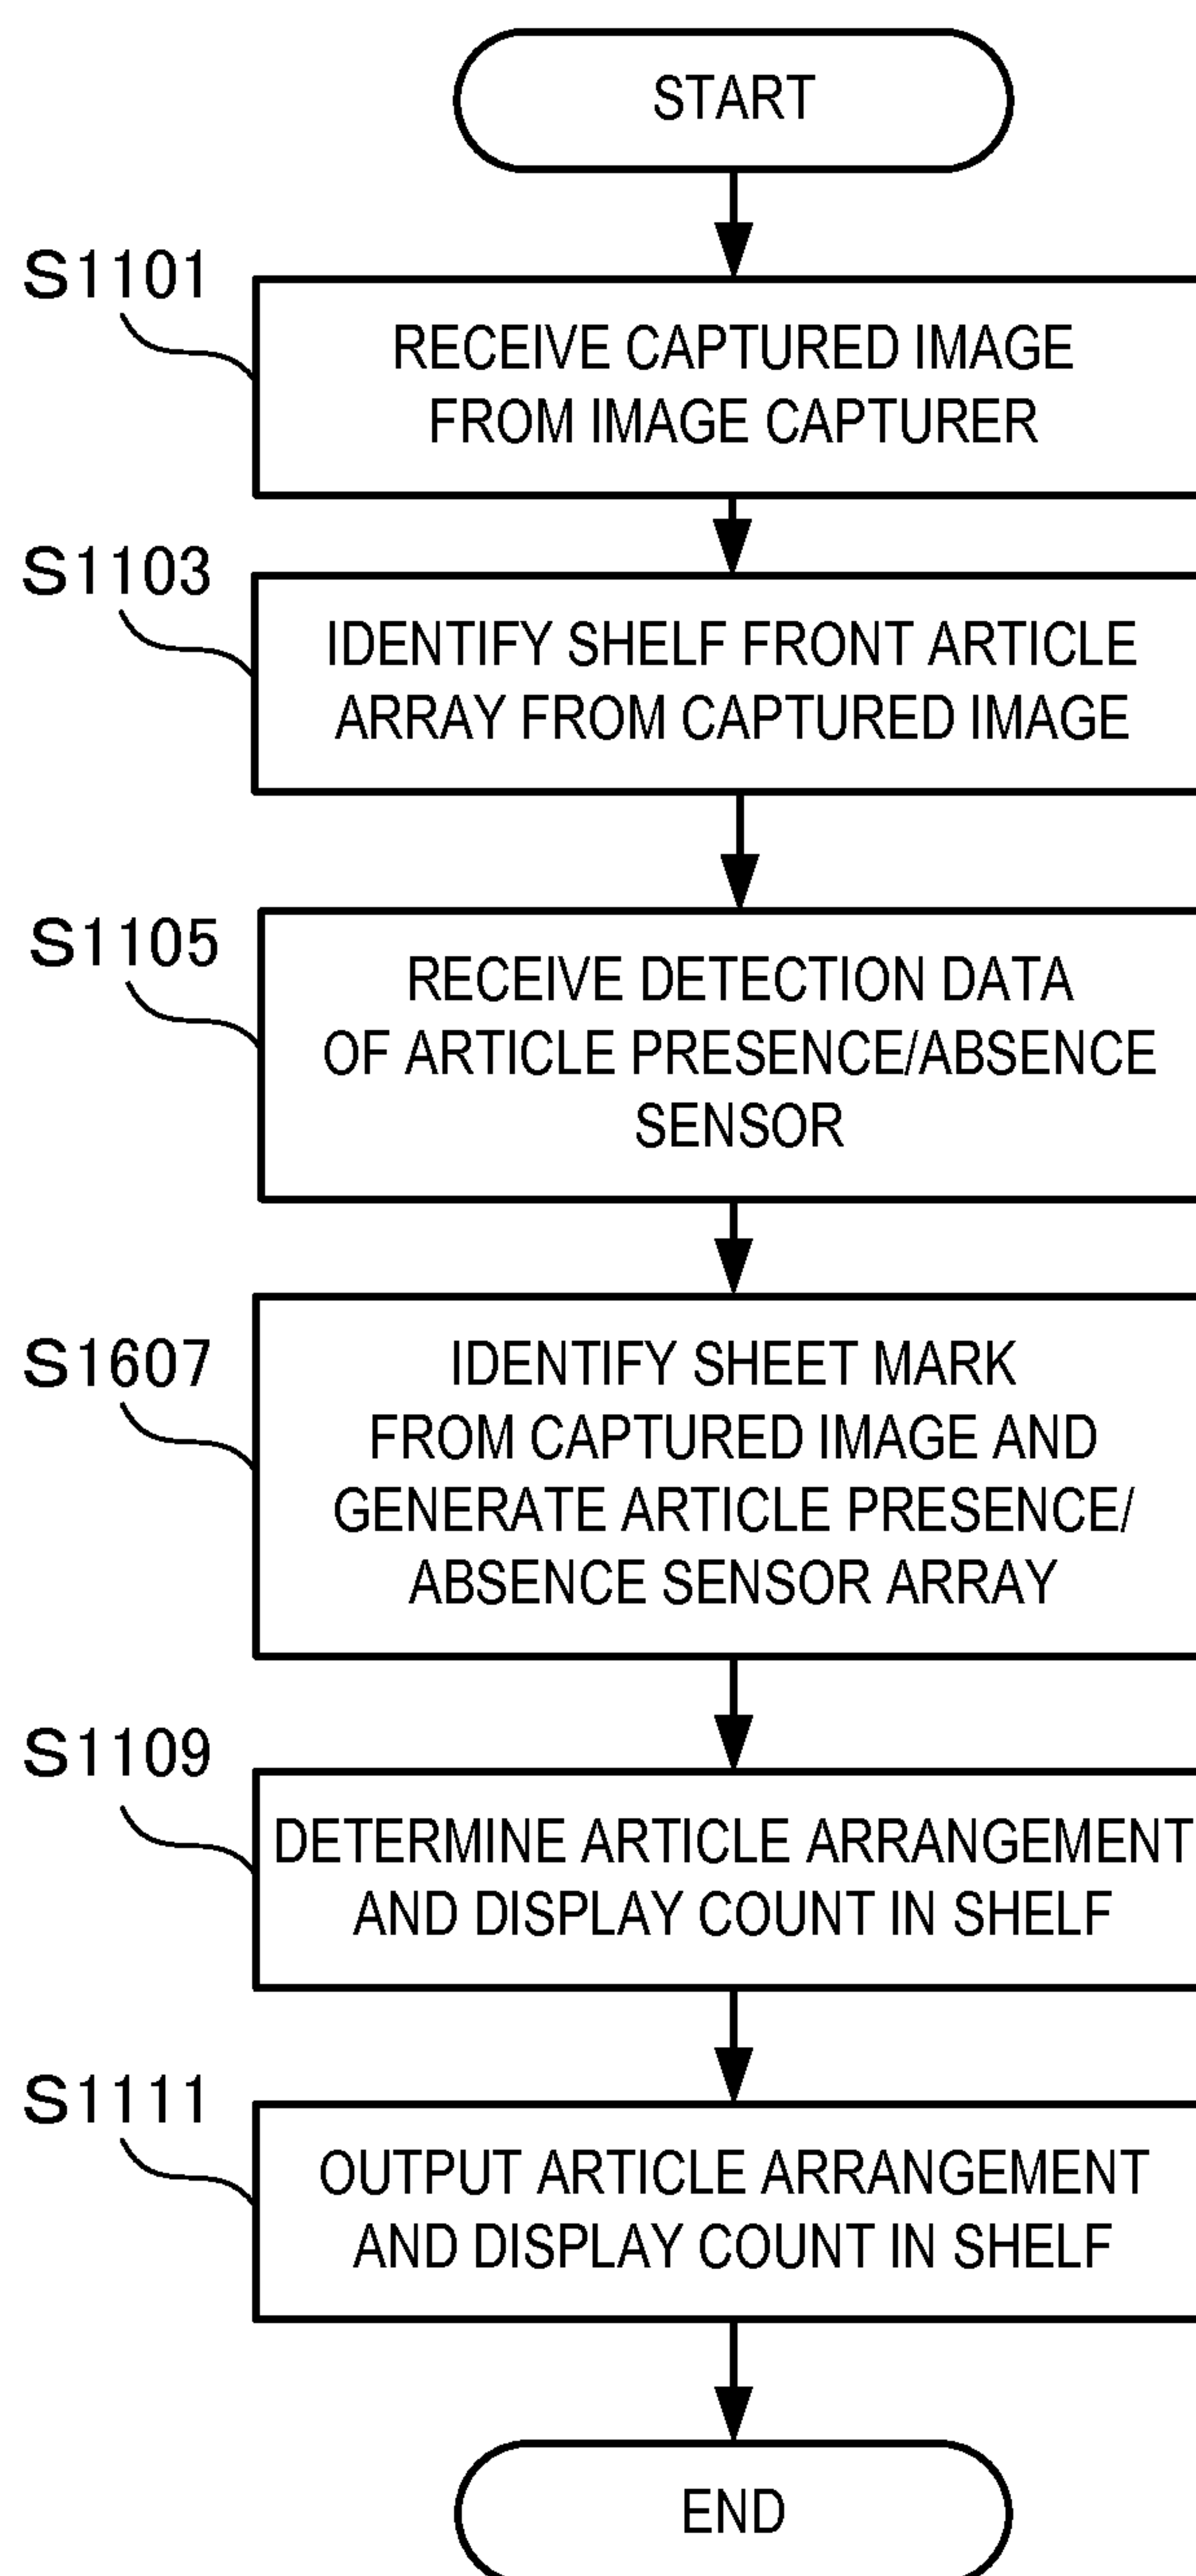 START
S1101
RECEIVE CAPTURED IMAGE
FROM IMAGE CAPTURER
S1103
IDENTIFY SHELF FRONT ARTICLE
ARRAY FROM CAPTURED IMAGE
S1105
RECEIVE DETECTION DATA
OF ARTICLE PRESENCE/ABSENCE
SENSOR
S1607
IDENTIFY SHEET MARK
FROM CAPTURED IMAGE AND
GENERATE ARTICLE PRESENCE/
ABSENCE SENSOR ARRAY
S1109
DETERMINE ARTICLE ARRANGEMENT
AND DISPLAY COUNT IN SHELF
S1111
OUTPUT ARTICLE ARRANGEMENT
AND DISPLAY COUNT IN SHELF
END